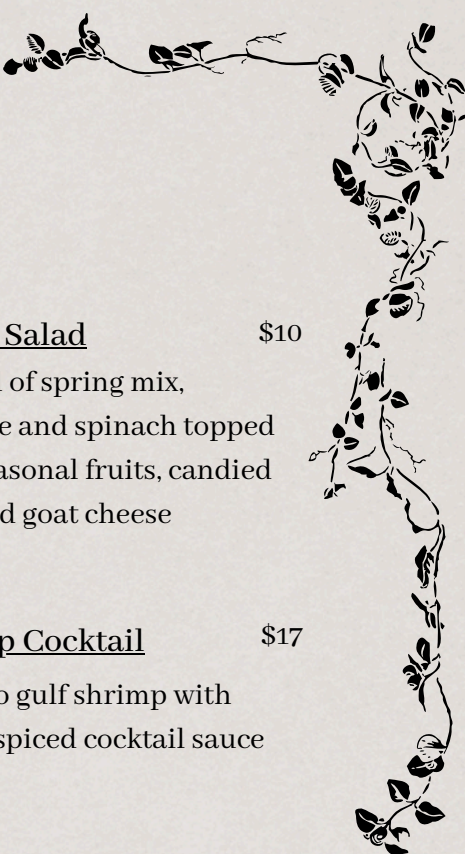 Salad $10
of spring mix,
and spinach topped
fruits, candied
goat cheese
Cocktail $17
gulf shrimp with
spiced cocktail sauce